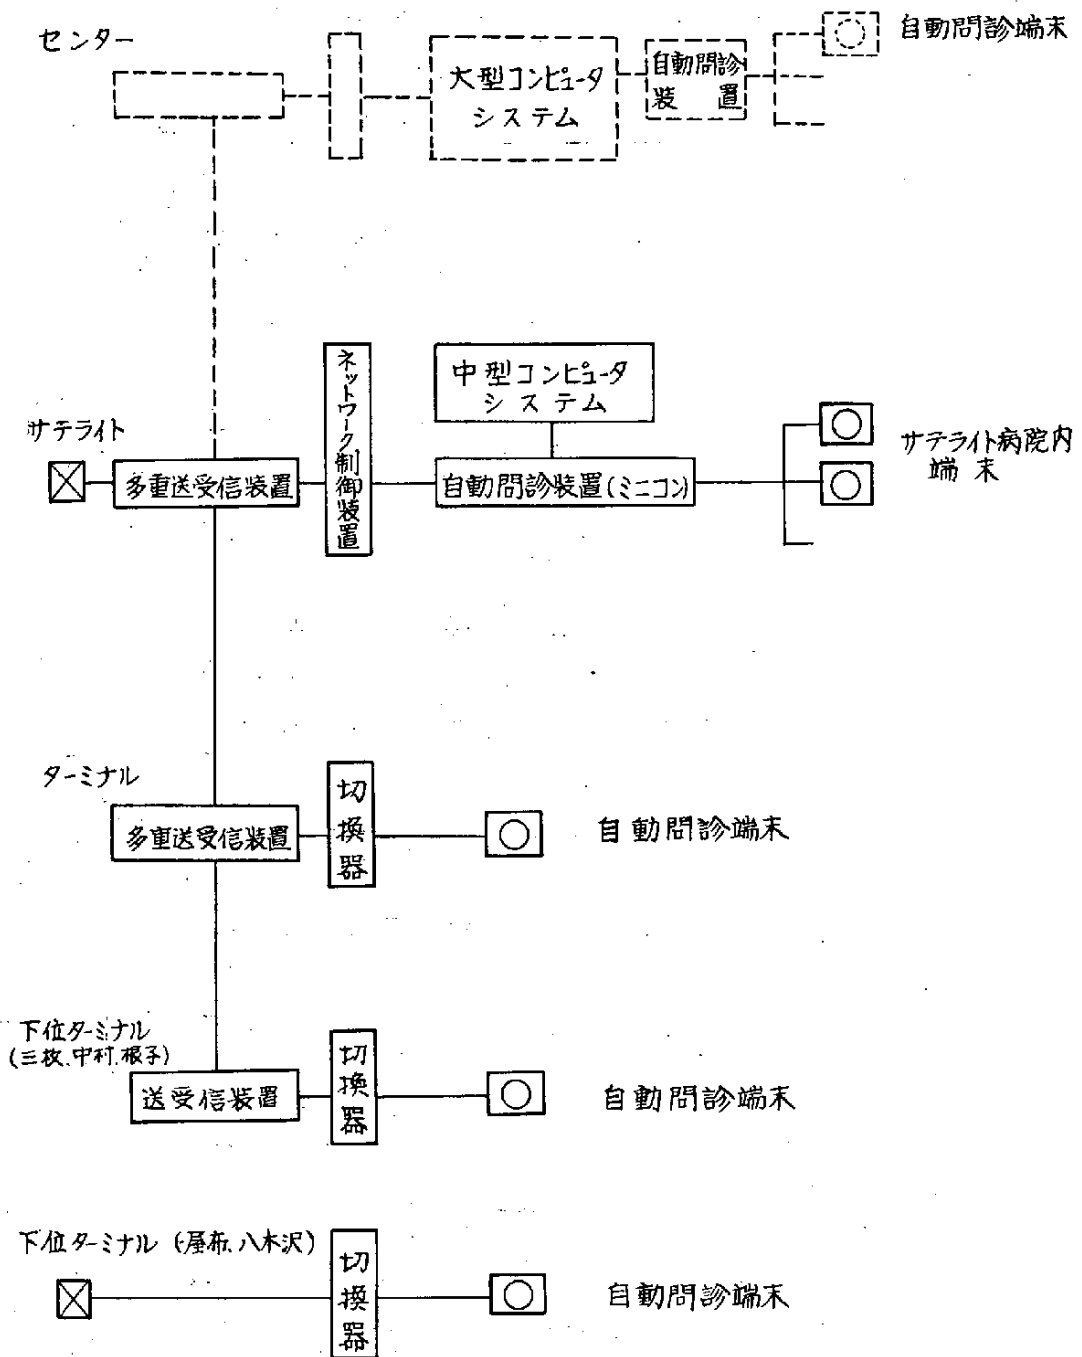 センター
大型コンピュータ
システム
自動問診
装置
自動問診端末
サテライト
多重送受信装置
ネットワーク制御装置
中型コンピュータ
システム
自動問診装置(ミニコン)
サテライト病院内
端末
ターミナル
多重送受信装置
切換器
自動問診端末
下位ターミナル
(三枚、中村、根子)
送受信装置
切換器
自動問診端末
下位ターミナル (屋布、八木沢)
切換器
自動問診端末